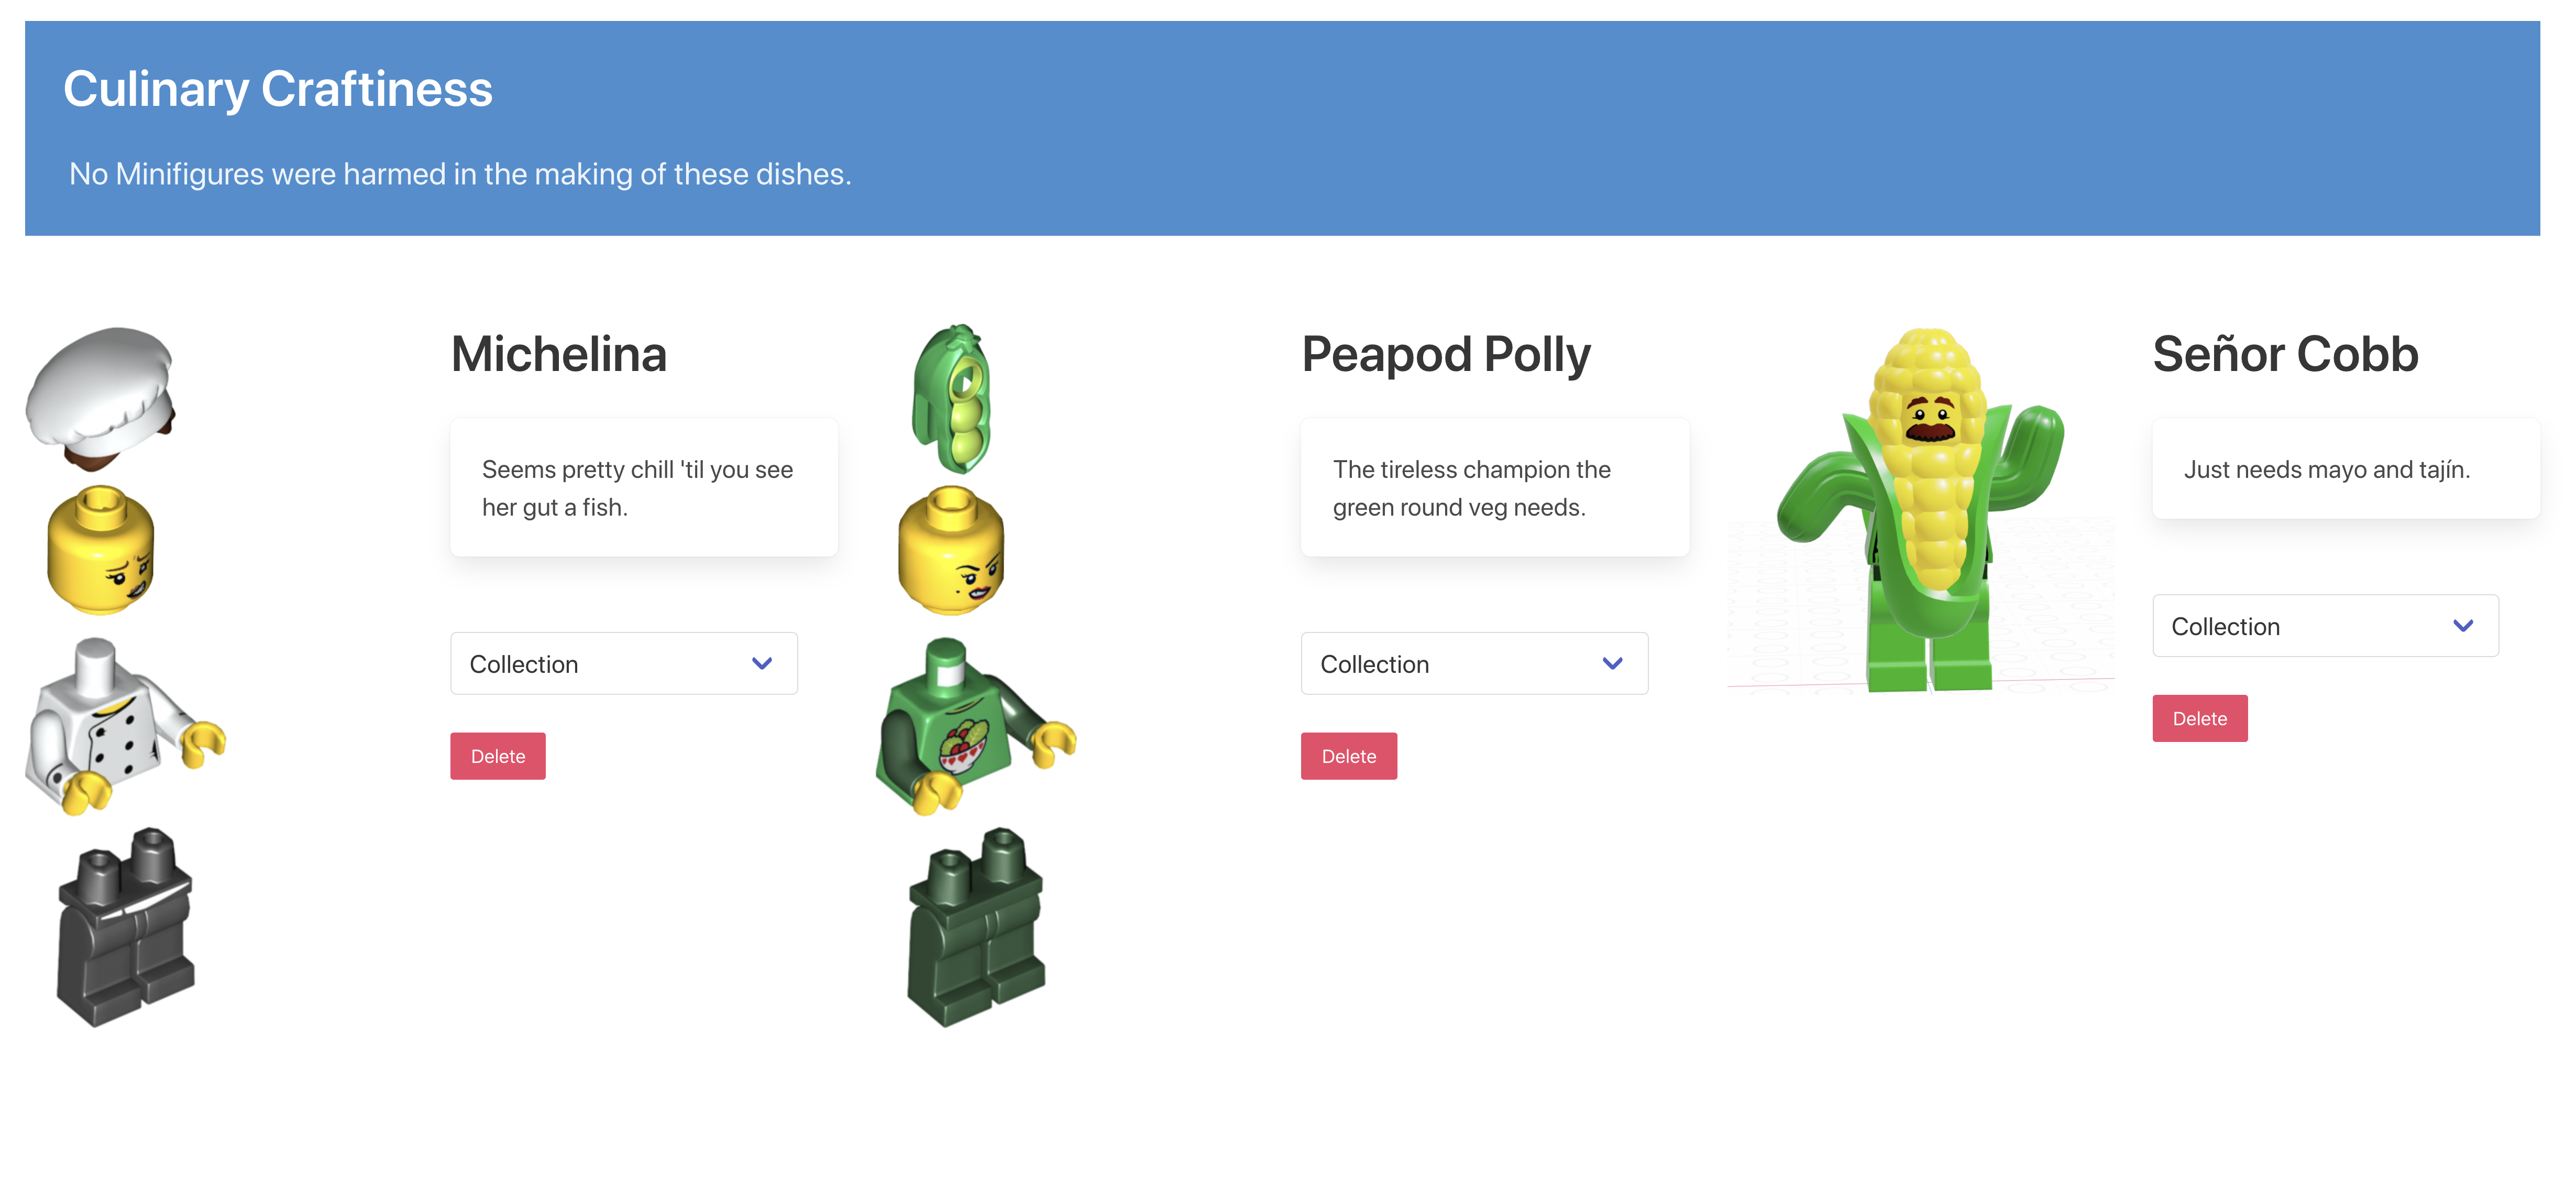 Culinary Craftiness
No Minifigures were harmed in the making of these dishes.
Michelina
Seems pretty chill 'til you see
her gut a fish.
Collection
Delete
Peapod Polly
The tireless champion the
green round veg needs.
Collection
Delete
Señor Cobb
Just needs mayo and tajín.
Collection
Delete